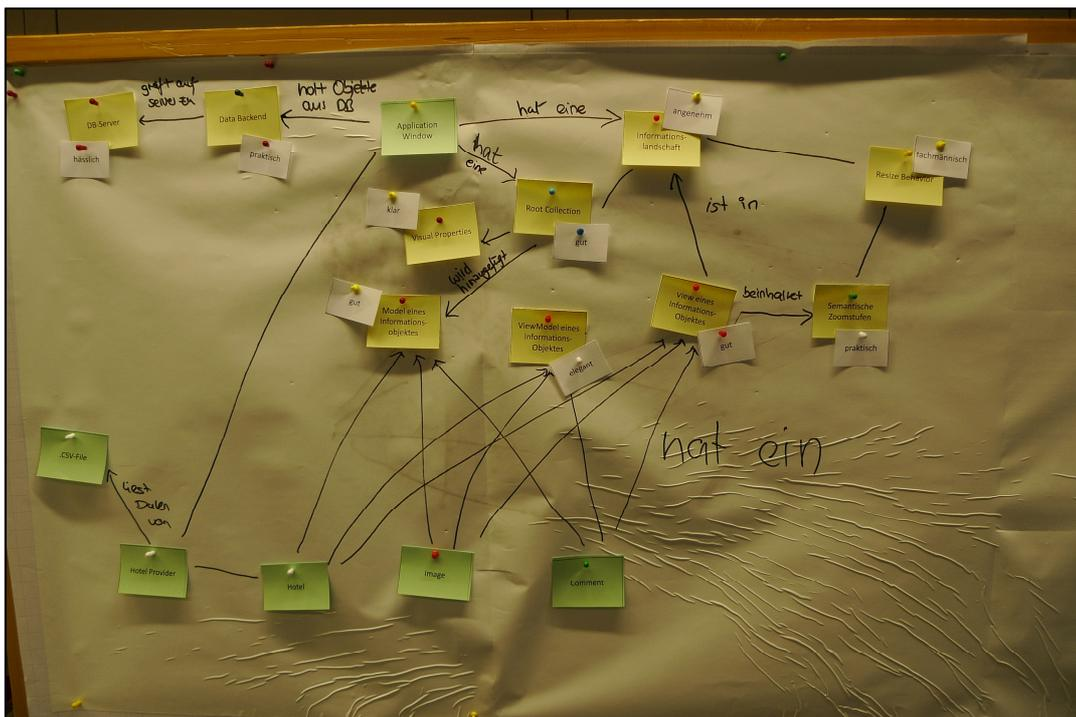 greift auf
server zu
holt Objekte
aus DB
hat eine
angenehm
DB-Server
Data Backend
Application
Window
Informations-
landschaft
hässlich
praktisch
hat
eine
fachmännisch
Resize Behavior
klar
Root Collection
ist in
Visual Properties
gut
wird
hinzugefügt
gut
Model eines
Informations-
objektes
ViewModel eines
Informations-
Objektes
View eines
Informations-
Objektes
beinhaltet
Semantische
Zoomstufen
elegant
gut
praktisch
.CSV-File
hat ein
liest
Daten
von
Hotel Provider
Hotel
Image
Comment